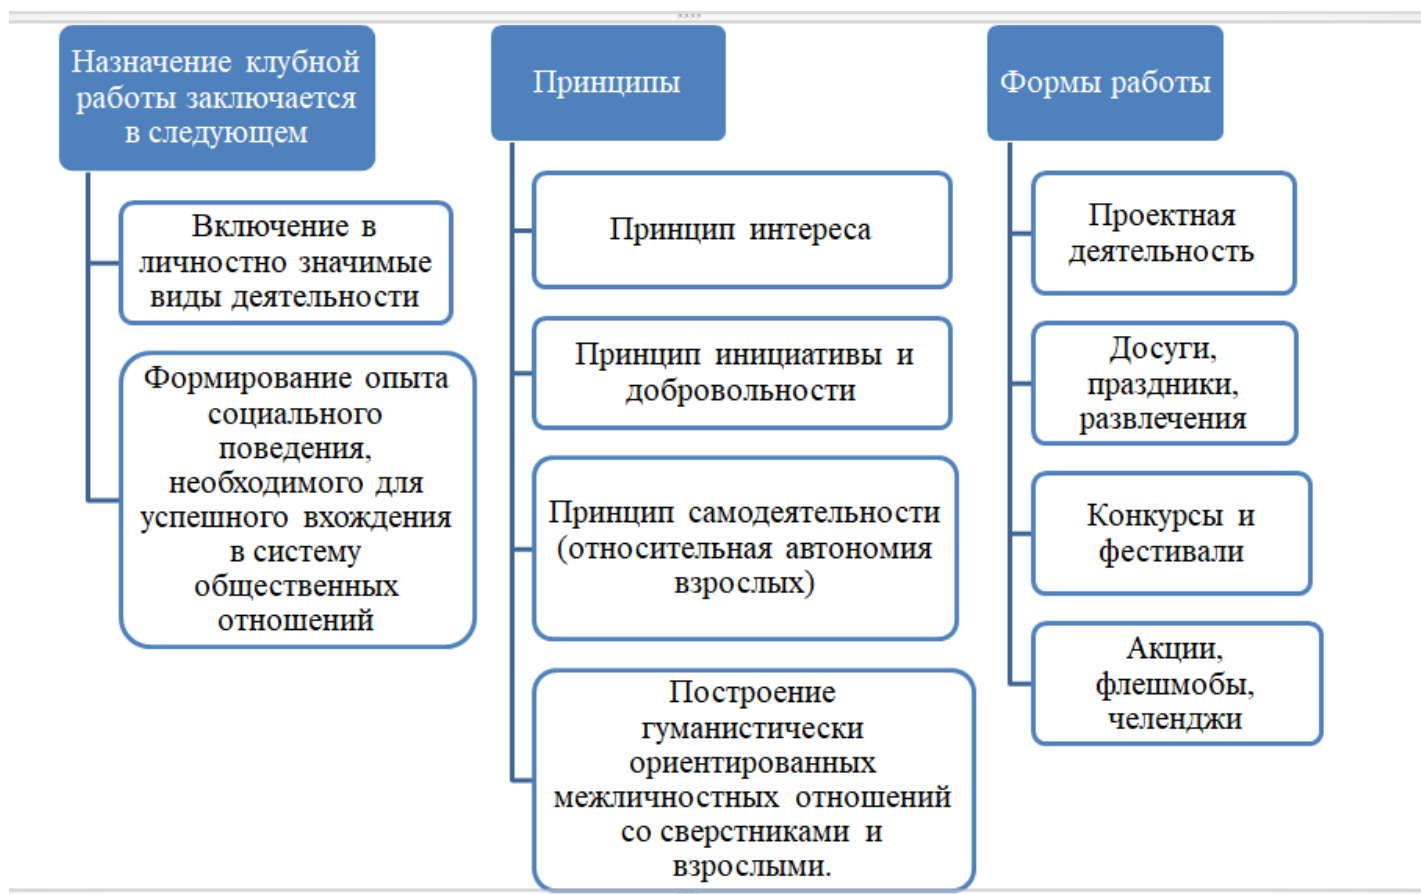 Назначение клубной
работы заключается
в следующем
Включение в
личностно значимые
виды деятельности
Формирование опыта
социального
поведения,
необходимого для
успешного вхождения
в систему
общественных
отношений
Принципы
Принцип интереса
Принцип инициативы и
добровольности
Принцип самодеятельности
(относительная автономия
взрослых)
Построение
гуманистически
ориентированных
межличностных отношений
со сверстниками и
взрослыми.
Формы работы
Проектная
деятельность
Досуги,
праздники,
развлечения
Конкурсы и
фестивали
Акции,
флешмобы,
челенджи